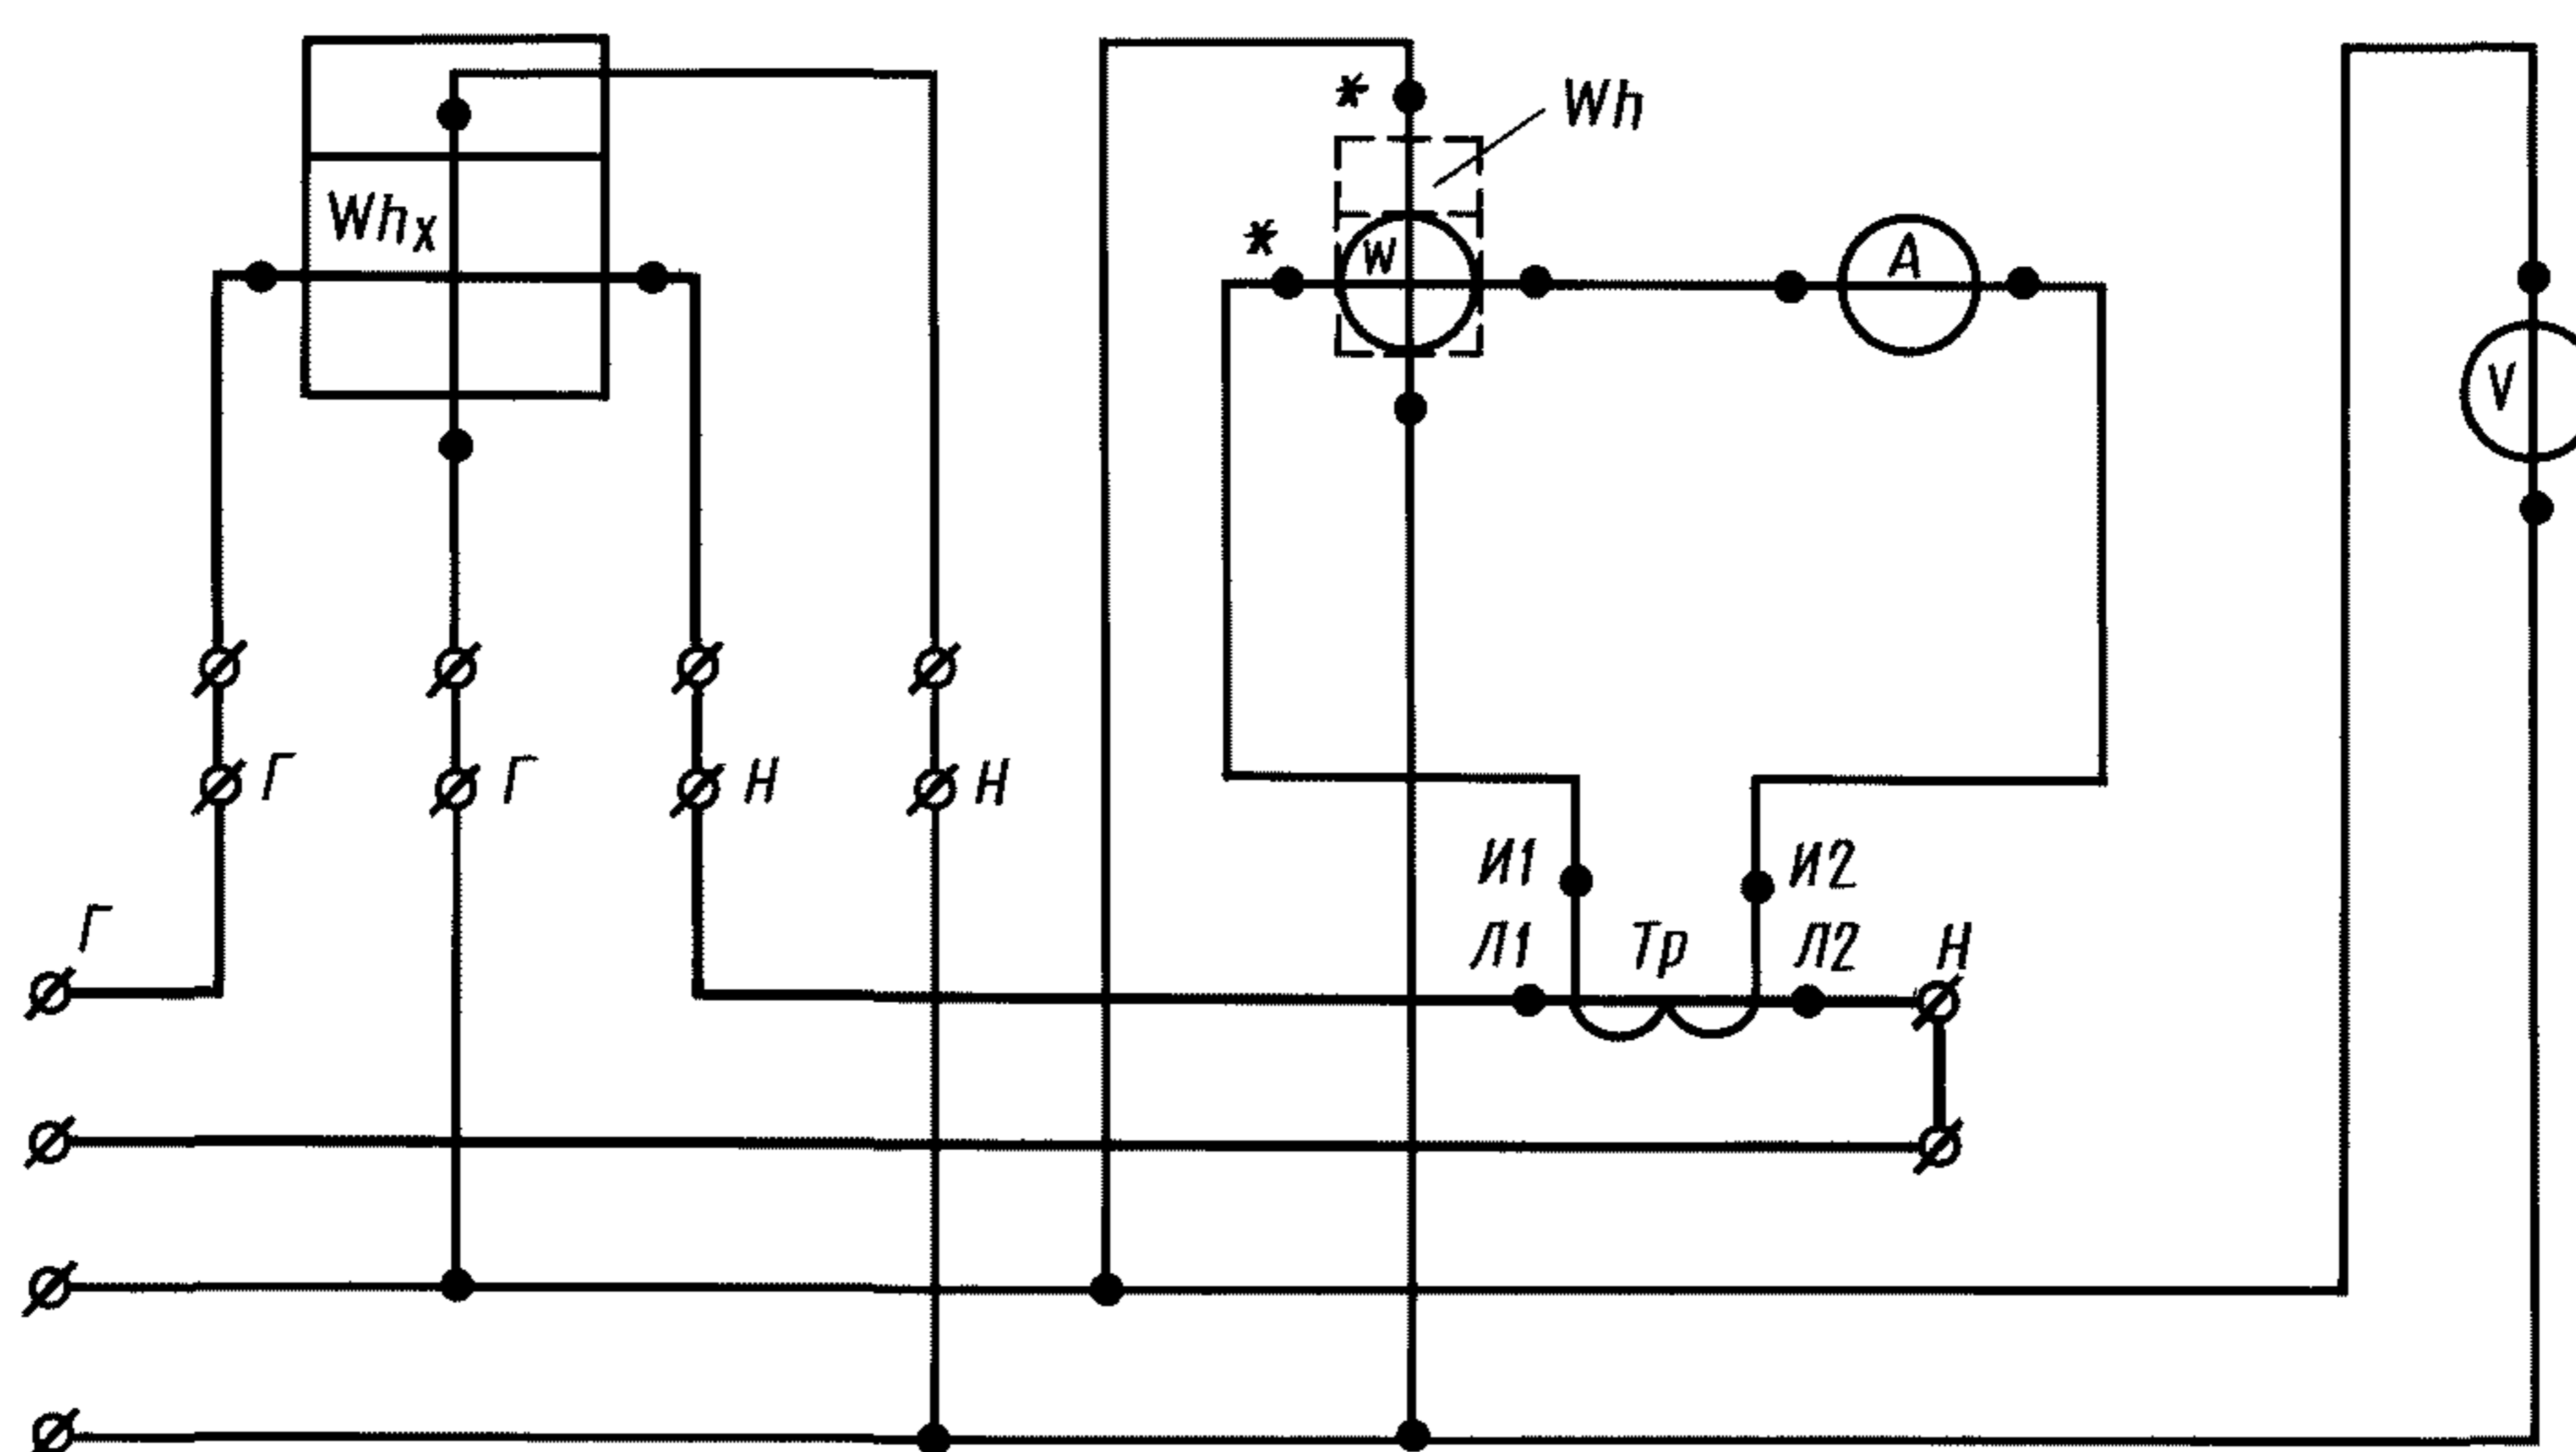 * Wh
Whx
* W A
V
Г Г Н Н
И1 И2
Г Л1 Тр Л2 Н